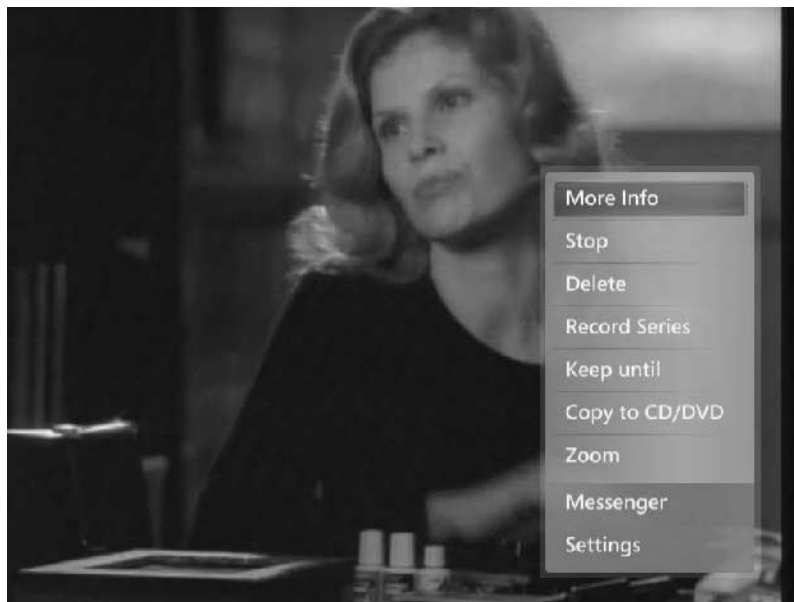 More Info
Stop
Delete
Record Series
Keep until
Copy to CD/DVD
Zoom
Messenger
Settings